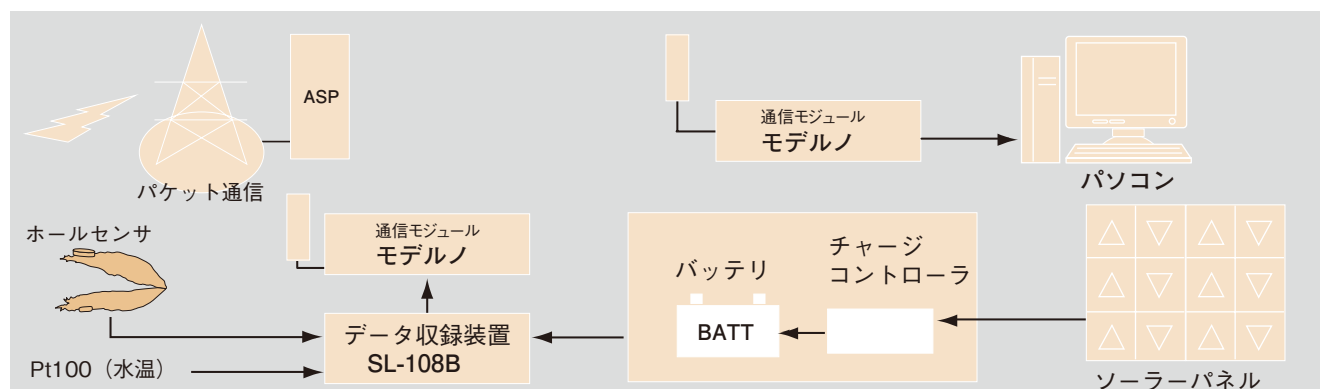 ASP
パケット通信
通信モジュール
モデルノ
パソコン
ホールセンサ
通信モジュール
モデルノ
データ収録装置
SL-108B
Pt100（水温）
バッテリ
BATT
チャージ
コントローラ
ソーラーパネル